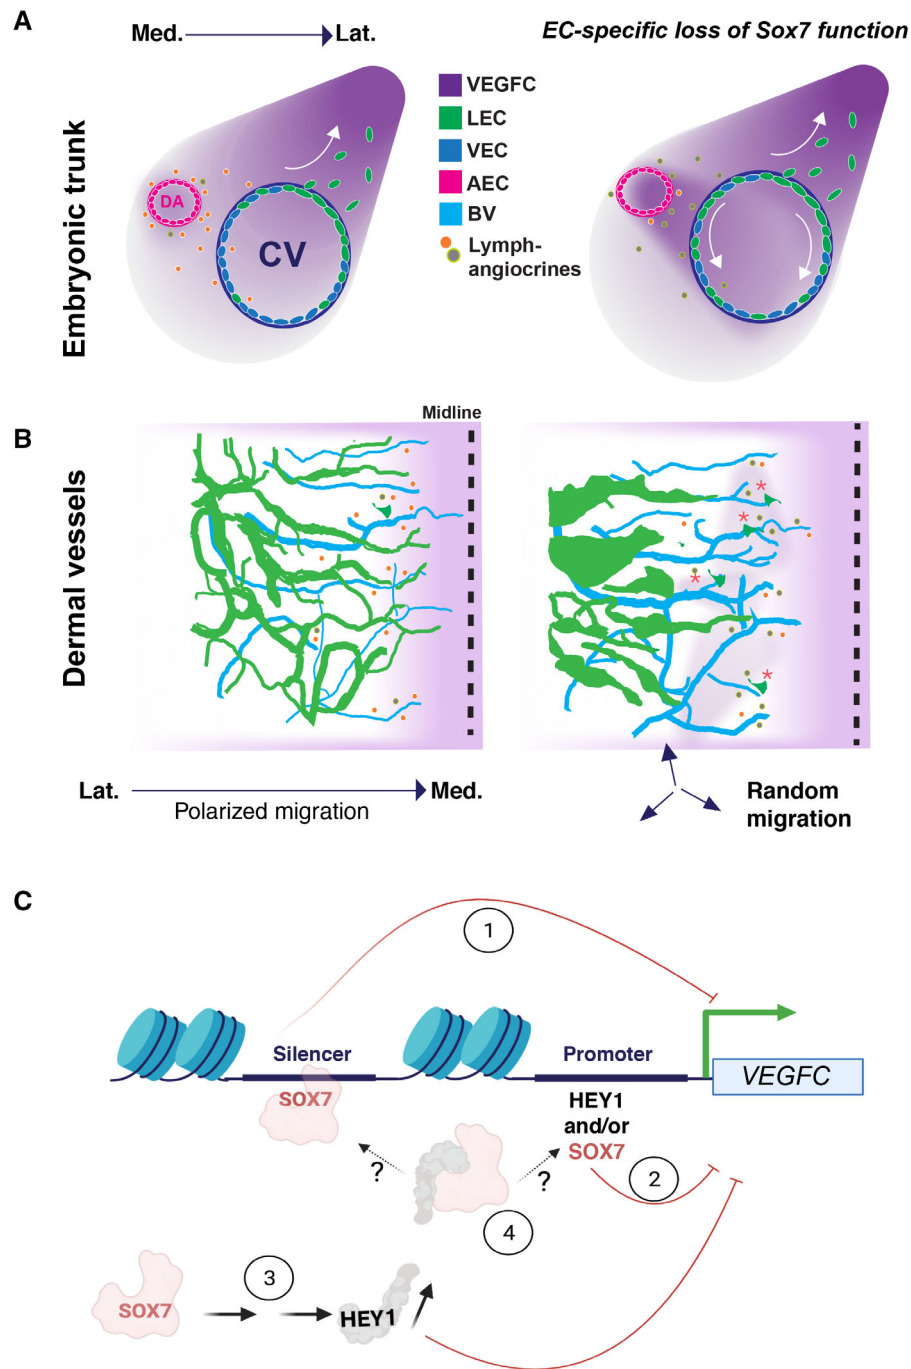 A
Med.
Lat.
EC-specific loss of Sox7 function
Embryonic trunk
DA
CV
VEGFC
LEC
VEC
AEC
BV
Lymph-
angiocrines
B
Midline
Dermal vessels
Lat.
Med.
Polarized migration
Random
migration
C
1
Silencer
Promoter
VEGFC
SOX7
HEY1
and/or
SOX7
?
?
2
4
3
SOX7
HEY1